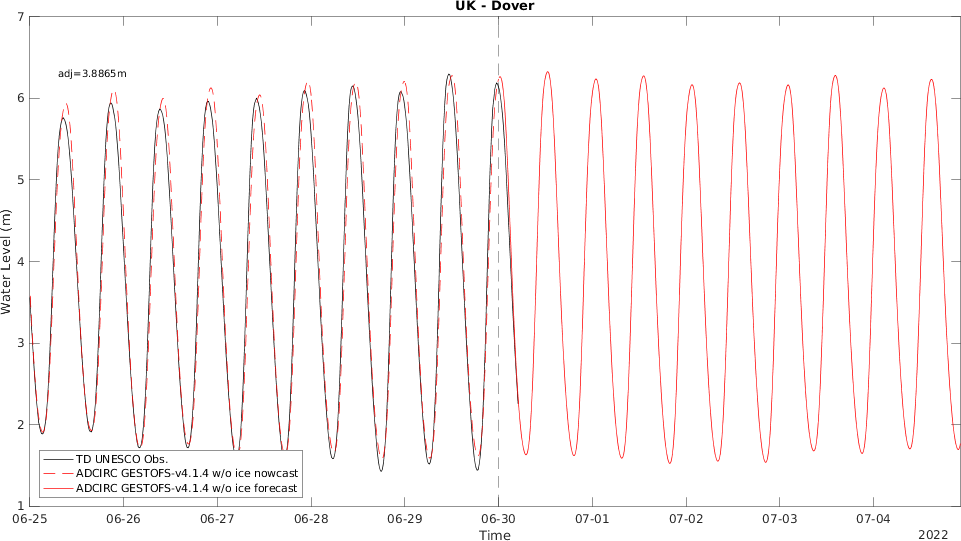 UK - Dover
adj=3.8865m
7
6
5
4
3
2
1
Water Level (m)
TD UNESCO Obs.
ADCIRC GESTOFS-v4.1.4 w/o ice nowcast
ADCIRC GESTOFS-v4.1.4 w/o ice forecast
06-25 06-26 06-27 06-28 06-29 06-30 07-01 07-02 07-03 07-04
Time
2022